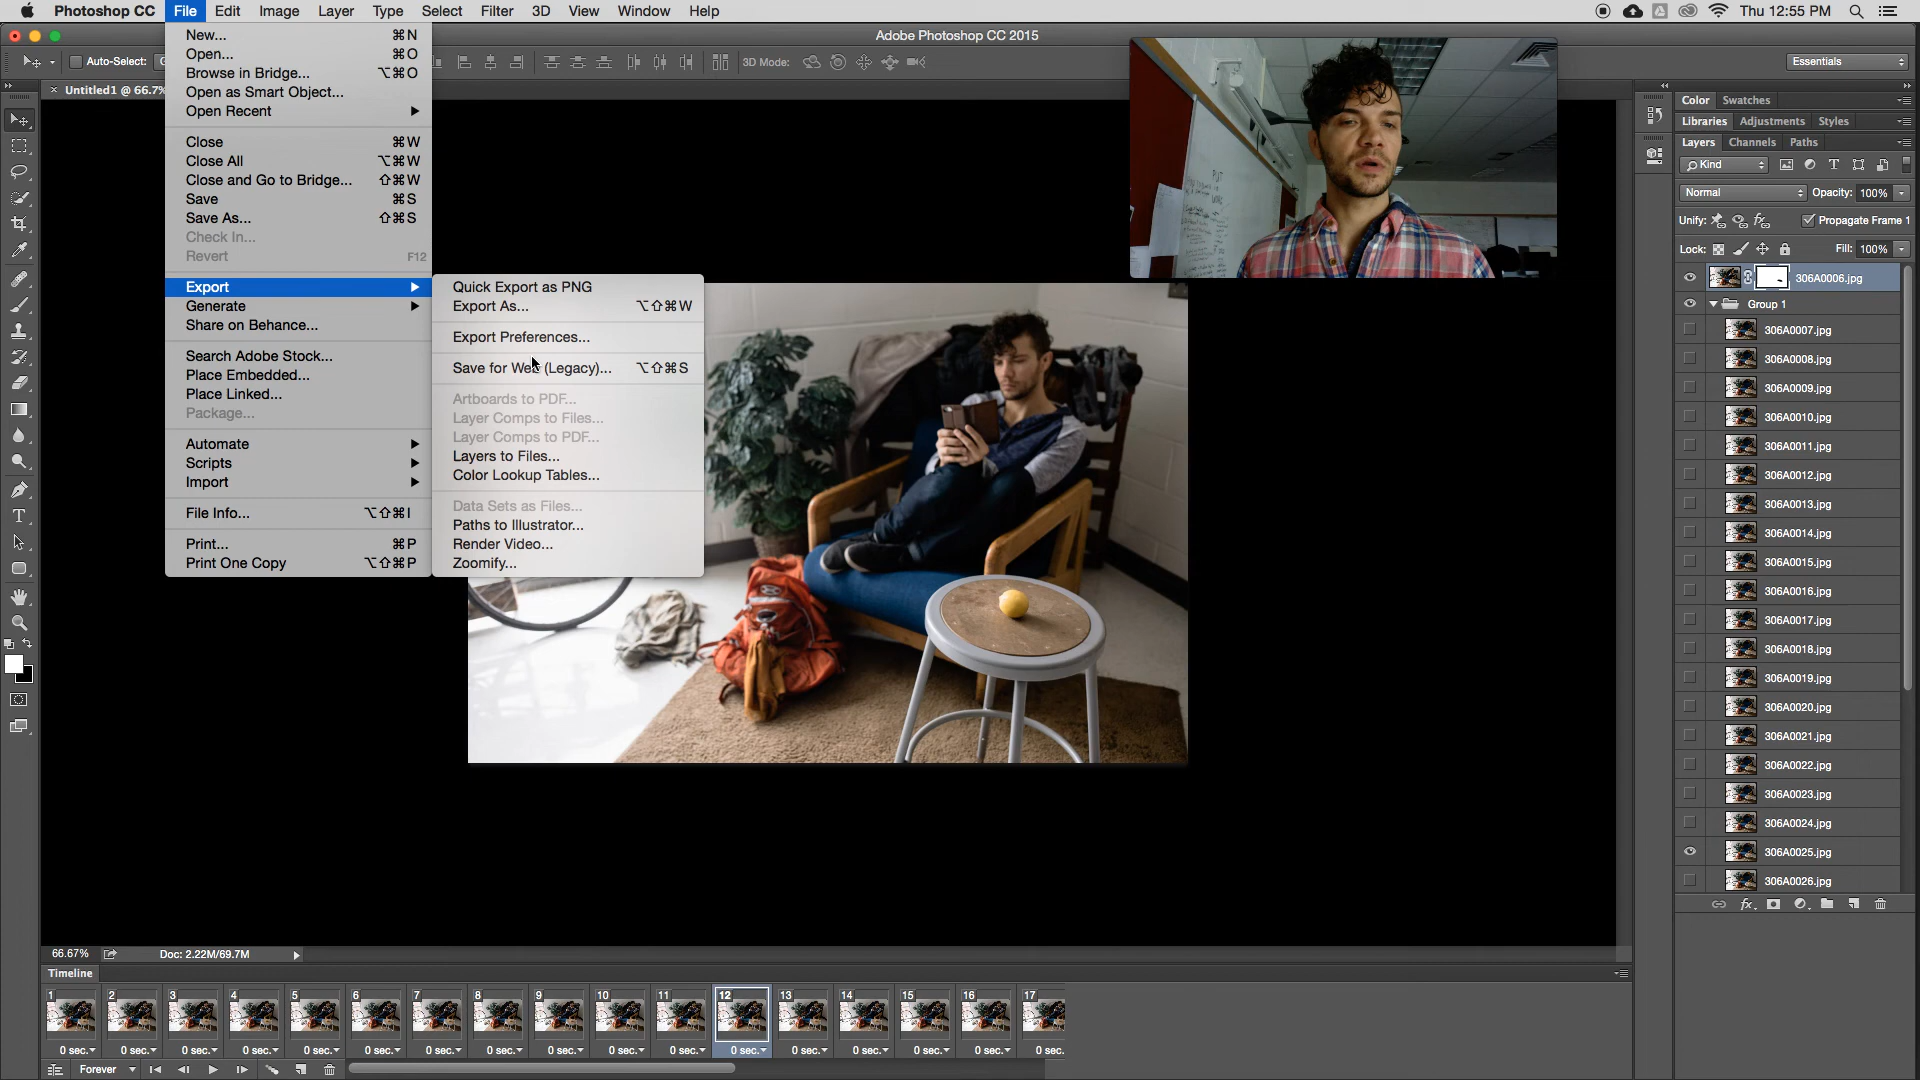 Photoshop CC File Edit Image Layer Type Select Filter 3D View Window Help Thu 12:55 PM
Adobe Photoshop CC 2015
Auto-Select: 3D Mode: Essentials
× Untitled1 @ 66.7%
New... ⌘N
Open... ⌘O
Browse in Bridge... ⌥⌘O
Open as Smart Object...
Open Recent
Close ⌘W
Close All ⌥⌘W
Close and Go to Bridge... ⇧⌘W
Save ⌘S
Save As... ⇧⌘S
Check In...
Revert F12
Export
Generate
Share on Behance...
Search Adobe Stock...
Place Embedded...
Place Linked...
Package...
Automate
Scripts
Import
File Info... ⌥⇧⌘I
Print... ⌘P
Print One Copy ⌥⇧⌘P
Quick Export as PNG
Export As... ⌥⇧⌘W
Export Preferences...
Save for Web (Legacy)... ⌥⇧⌘S
Artboards to PDF...
Layer Comps to Files...
Layer Comps to PDF...
Layers to Files...
Color Lookup Tables...
Data Sets as Files...
Paths to Illustrator...
Render Video...
Zoomify...
Color Swatches
Libraries Adjustments Styles
Layers Channels Paths
Kind
Normal Opacity: 100%
Unify: Propagate Frame 1
Lock: Fill: 100%
306A0006.jpg
Group 1
306A0007.jpg
306A0008.jpg
306A0009.jpg
306A0010.jpg
306A0011.jpg
306A0012.jpg
306A0013.jpg
306A0014.jpg
306A0015.jpg
306A0016.jpg
306A0017.jpg
306A0018.jpg
306A0019.jpg
306A0020.jpg
306A0021.jpg
306A0022.jpg
306A0023.jpg
306A0024.jpg
306A0025.jpg
306A0026.jpg
66.67% Doc: 2.22M/69.7M
Timeline
1 2 3 4 5 6 7 8 9 10 11 12 13 14 15 16 17
0 sec. 0 sec. 0 sec. 0 sec. 0 sec. 0 sec. 0 sec. 0 sec. 0 sec. 0 sec. 0 sec. 0 sec. 0 sec. 0 sec. 0 sec. 0 sec. 0 sec.
Forever